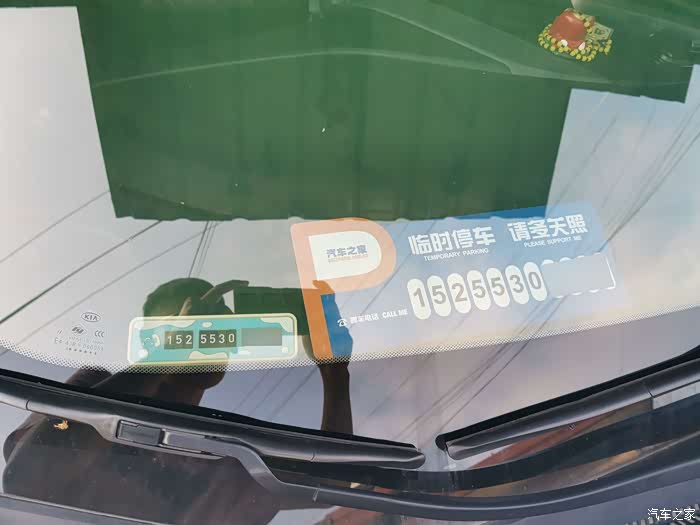 汽车之家
临时停车 请多关照
TEMPORARY PARKING PLEASE SUPPORT ME
1525530
挪车电话 CALL ME
KIA
152 5530
汽车之家